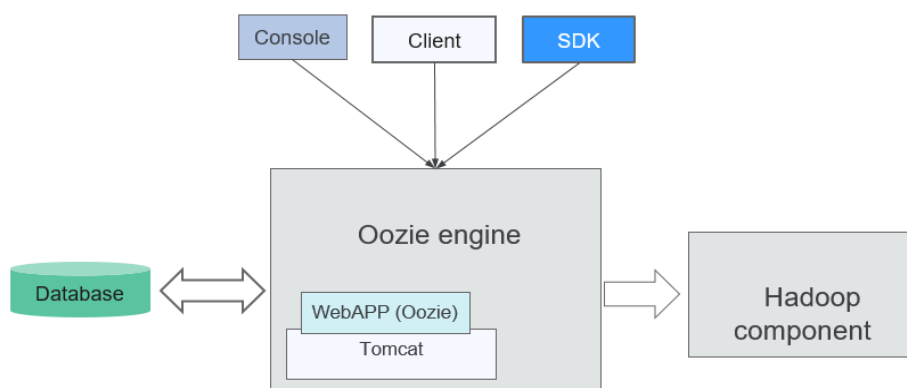 Console
Client
SDK
Oozie engine
Database
WebAPP (Oozie)
Tomcat
Hadoop
component